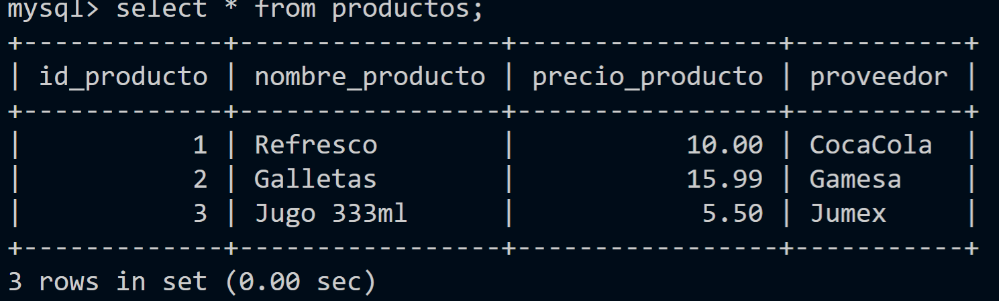 mysql> select * from productos;
+-------------+-----------------+-----------------+-----------+
| id_producto | nombre_producto | precio_producto | proveedor |
+-------------+-----------------+-----------------+-----------+
|           1 | Refresco        |           10.00 | CocaCola  |
|           2 | Galletas        |           15.99 | Gamesa    |
|           3 | Jugo 333ml      |            5.50 | Jumex     |
+-------------+-----------------+-----------------+-----------+
3 rows in set (0.00 sec)